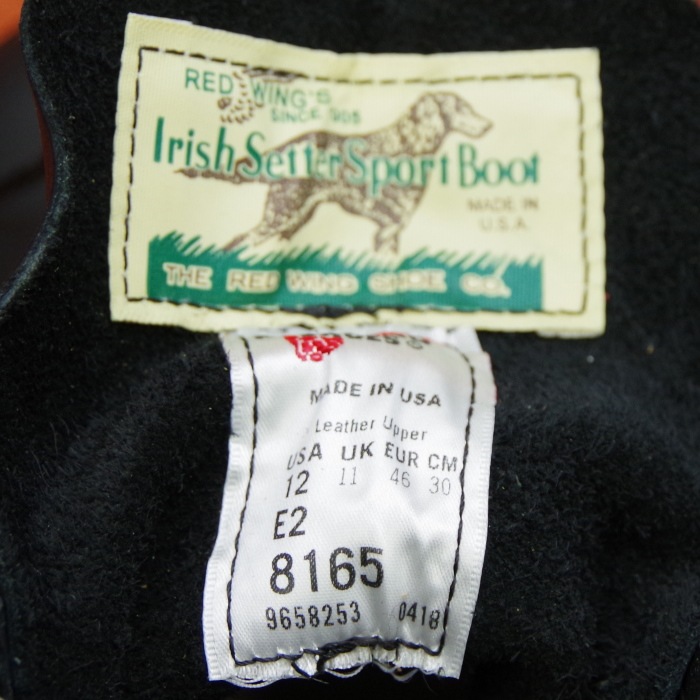 RED WING'S
SINCE 1905
Irish Setter Sport Boot
MADE IN
U.S.A.
THE RED WING SHOE CO.
MADE IN USA
Leather Upper
USA UK EUR CM
12 11 46 30
E2
8165
9658253 0418